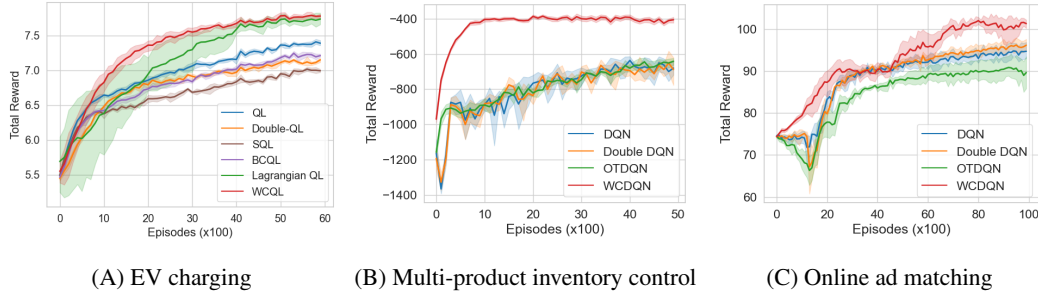 Total Reward
7.5
7.0
6.5
6.0
5.5
0 10 20 30 40 50 60
Episodes (x100)
QL
Double-QL
SQL
BCQL
Lagrangian QL
WCQL
(A) EV charging
Total Reward
−400
−600
−800
−1000
−1200
−1400
0 10 20 30 40 50
Episodes (x100)
DQN
Double DQN
OTDQN
WCDQN
(B) Multi-product inventory control
Total Reward
100
90
80
70
60
0 20 40 60 80 100
Episodes (x100)
DQN
Double DQN
OTDQN
WCDQN
(C) Online ad matching